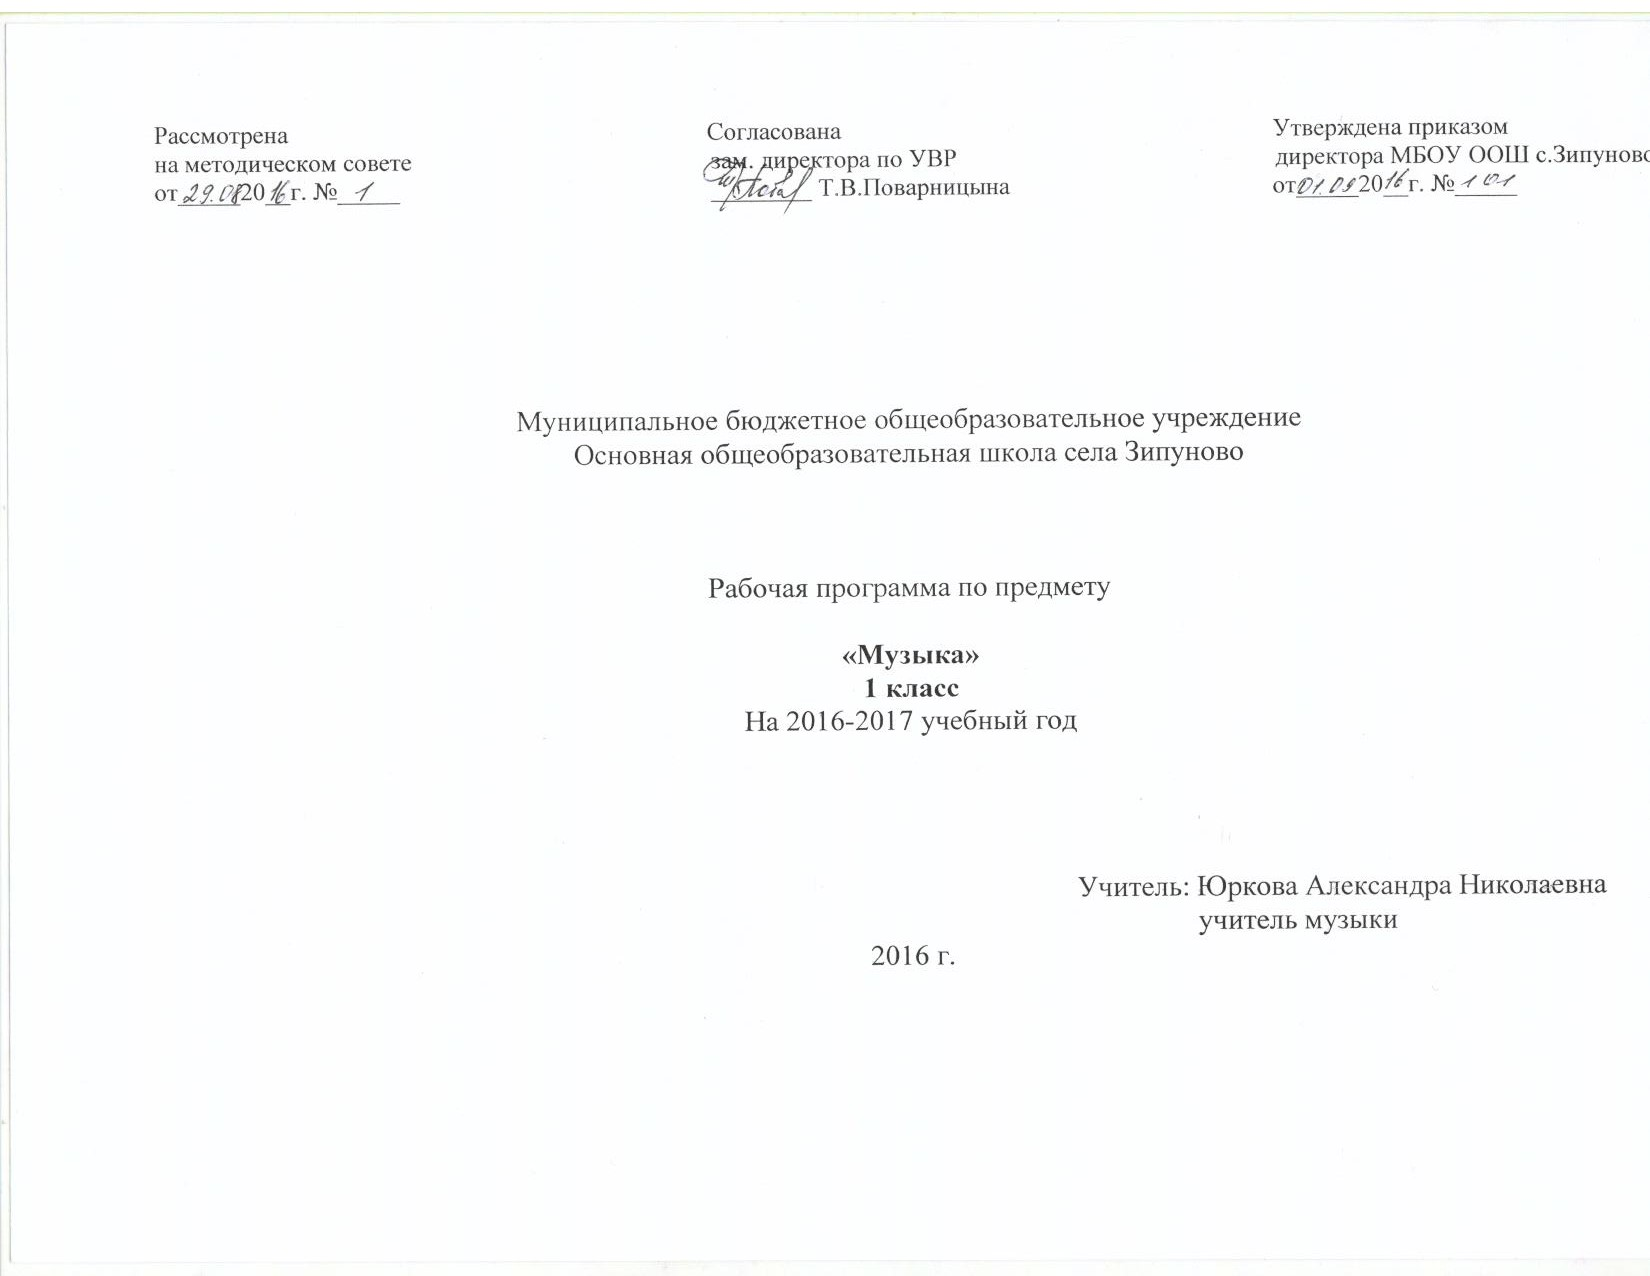 Рассмотрена
на методическом совете
от 29.08 2016 г. № 1
Согласована
зам. директора по УВР
Т.В.Поварницына
Утверждена приказом
директора МБОУ ООШ с.Зипуново
от 01.09 2016 г. № 101
Муниципальное бюджетное общеобразовательное учреждение
Основная общеобразовательная школа села Зипуново
Рабочая программа по предмету
«Музыка»
1 класс
На 2016-2017 учебный год
Учитель: Юркова Александра Николаевна
учитель музыки
2016 г.